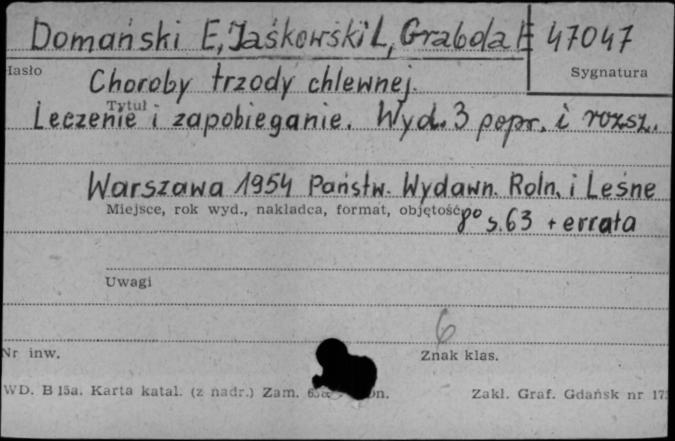 Domański E, Jaśkowski L, Grabda E 47047
Hasło Sygnatura
Choroby trzody chlewnej.
Tytuł
Leczenie i zapobieganie. Wyd. 3 popr. i rozsz.
Warszawa 1954 Państw. Wydawn. Roln. i Leśne
Miejsce, rok wyd., nakładca, format, objętość
8° s.63 + errata
Uwagi
6
Nr inw. Znak klas.
WD. B 15a. Karta katal. (z nadr.) Zam. Zakł. Graf. Gdańsk nr